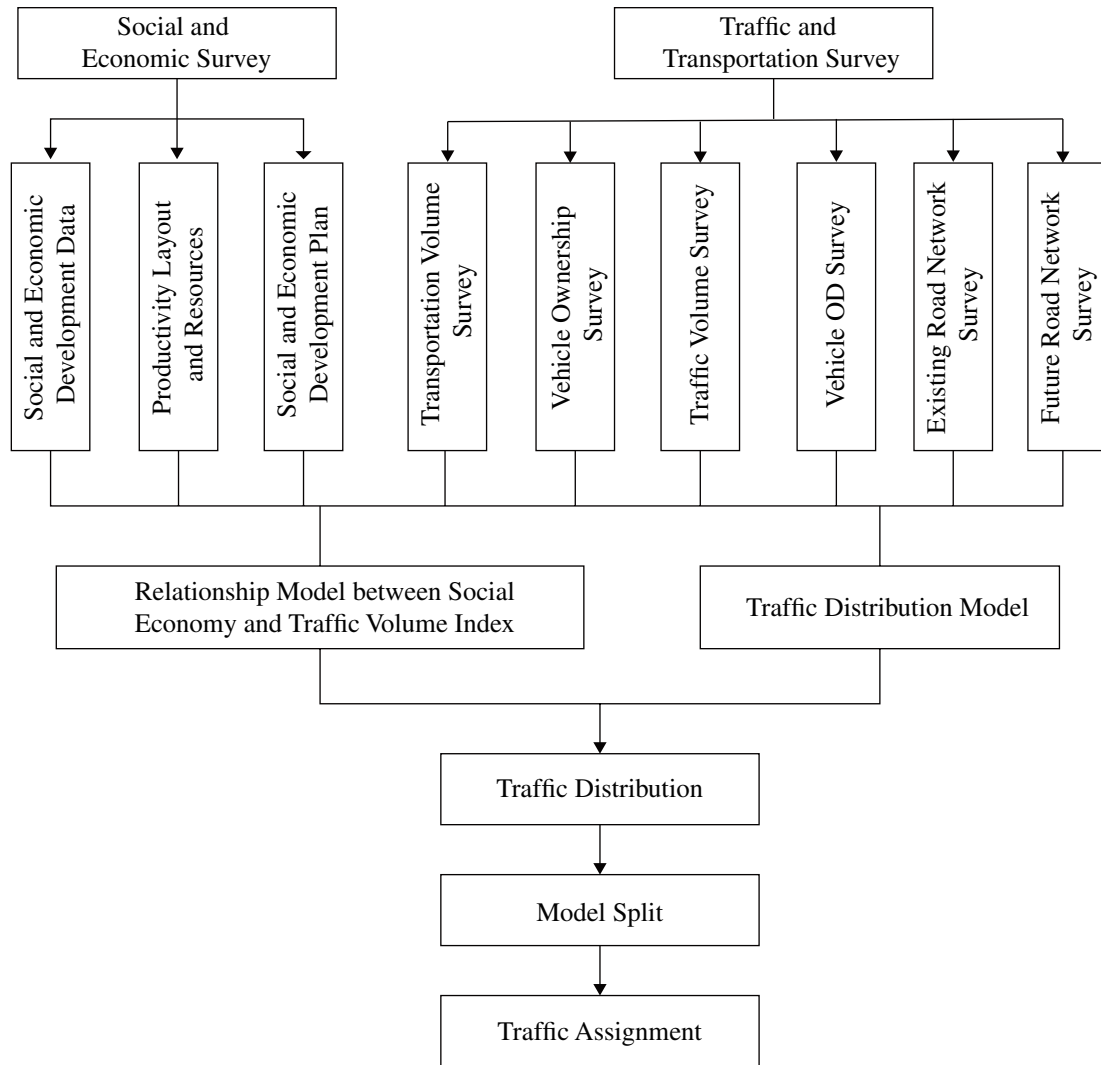 Social and
Economic Survey
Traffic and
Transportation Survey
Social and Economic
Development Data
Productivity Layout
and Resources
Social and Economic
Development Plan
Transportation Volume
Survey
Vehicle Ownership
Survey
Traffic Volume Survey
Vehicle OD Survey
Existing Road Network
Survey
Future Road Network
Survey
Relationship Model between Social
Economy and Traffic Volume Index
Traffic Distribution Model
Traffic Distribution
Model Split
Traffic Assignment